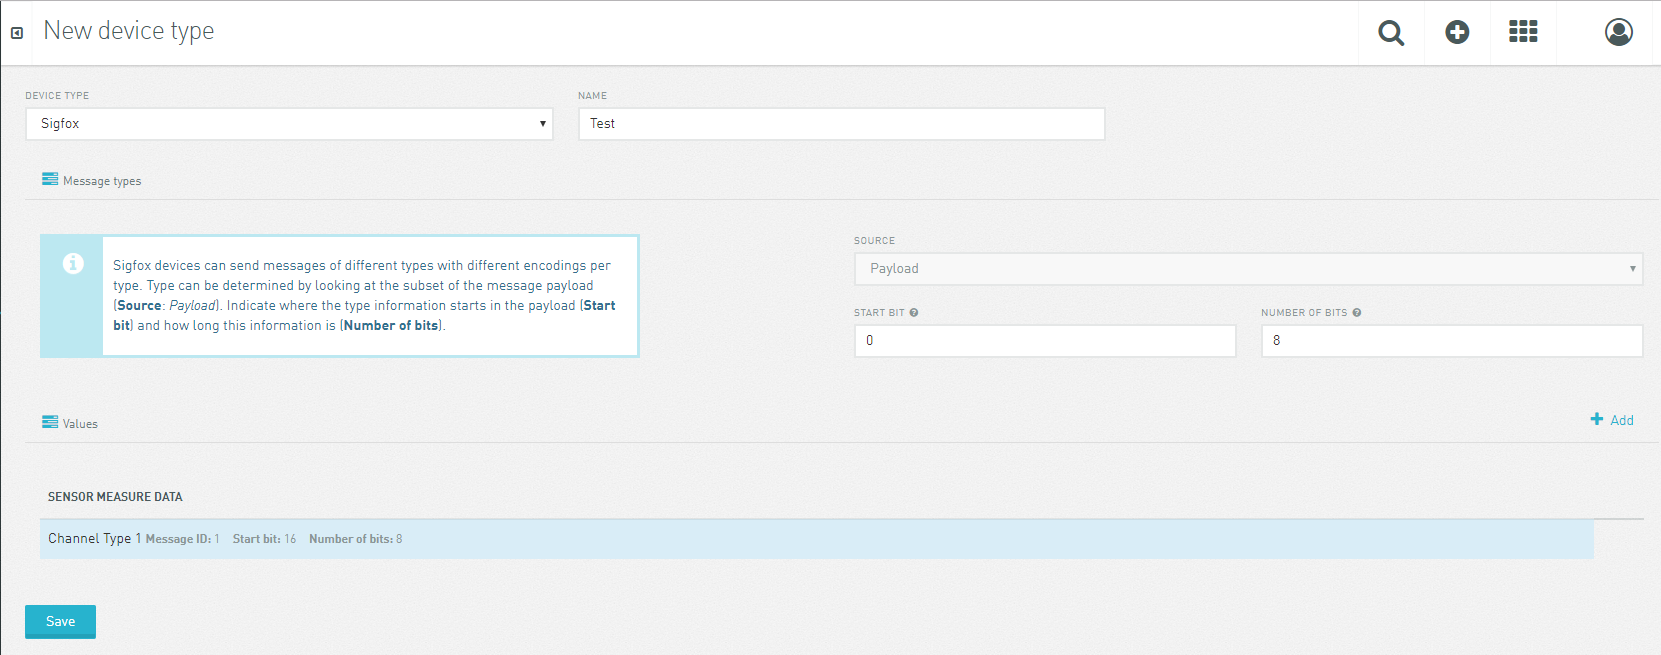 New device type
DEVICE TYPE
NAME
Sigfox
Test
Message types
Sigfox devices can send messages of different types with different encodings per
type. Type can be determined by looking at the subset of the message payload
(Source: Payload). Indicate where the type information starts in the payload (Start
bit) and how long this information is (Number of bits).
SOURCE
Payload
START BIT
NUMBER OF BITS
0
8
Values
Add
SENSOR MEASURE DATA
Channel Type 1 Message ID: 1 Start bit: 16 Number of bits: 8
Save